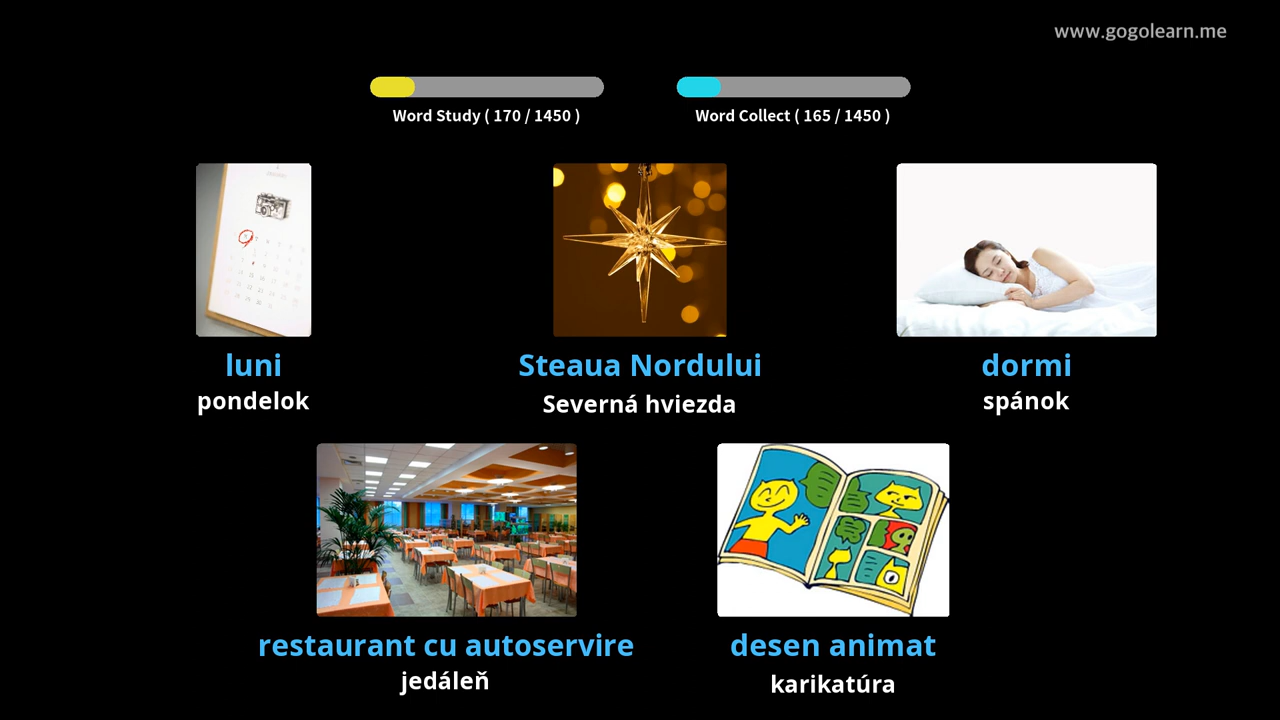 www.gogolearn.me
Word Study ( 170 / 1450 )
Word Collect ( 165 / 1450 )
luni
pondelok
Steaua Nordului
Severná hviezda
dormi
spánok
restaurant cu autoservire
jedáleň
desen animat
karikatúra